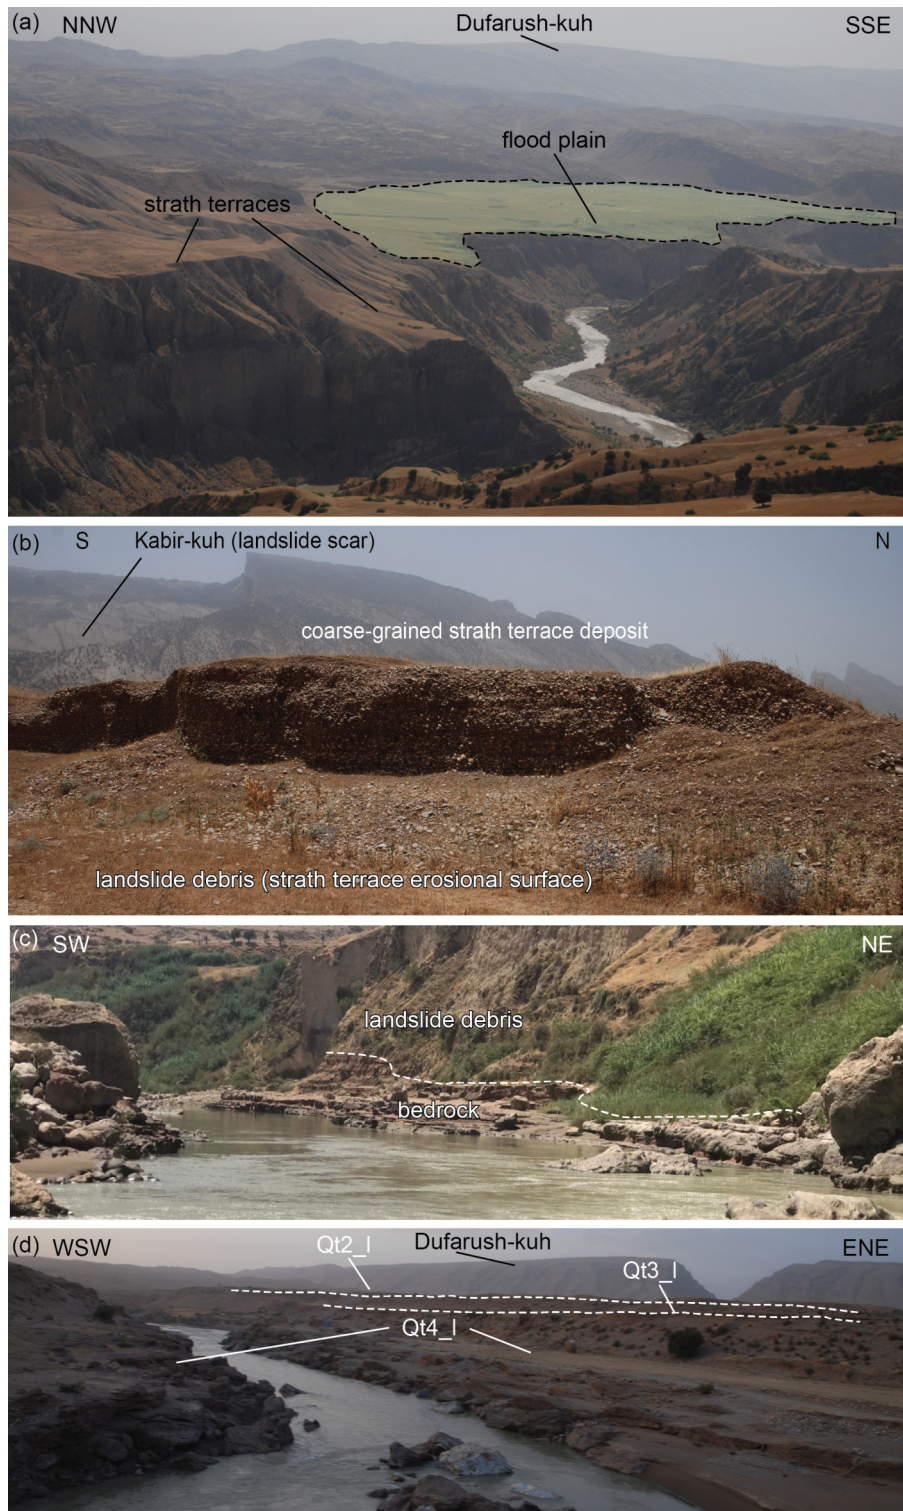 (a) NNW
Dufarush-kuh
SSE
flood plain
strath terraces
(b) S
Kabir-kuh (landslide scar)
N
coarse-grained strath terrace deposit
landslide debris (strath terrace erosional surface)
(c) SW
NE
landslide debris
bedrock
(d) WSW
Qt2_l
Dufarush-kuh
ENE
Qt3_l
Qt4_l